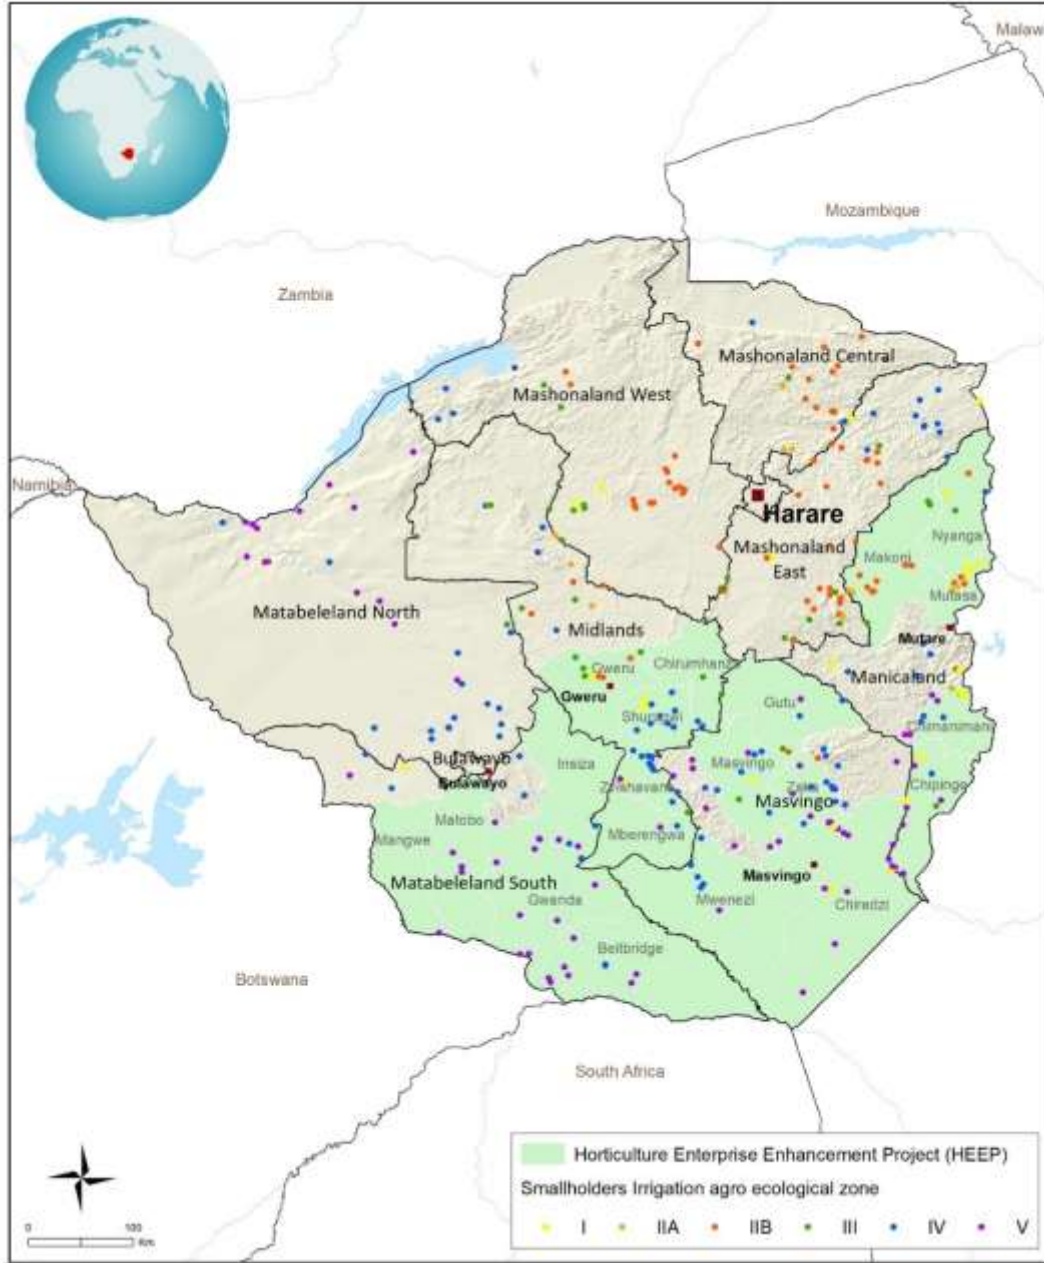 Malaw
Mozambique
Zambia
Mashonaland Central
Mashonaland West
Namibia
Harare
Nyanga
Mashonaland
East
Makoni
Mutasa
Matabeleland North
Midlands
Mutare
Manicaland
Gweru
Chirumhanzu
Gweru
Gutu
Shurugwi
Chimanimani
Bulawayo
Bulawayo
Insiza
Masvingo
Zvishavane
Zaka
Chipinge
Masvingo
Matobo
Mangwe
Mberengwa
Matabeleland South
Masvingo
Gwanda
Mwenezi
Chiredzi
Beitbridge
Botswana
South Africa
Horticulture Enterprise Enhancement Project (HEEP)
Smallholders Irrigation agro ecological zone
I IIA IIB III IV V
0 100
Km